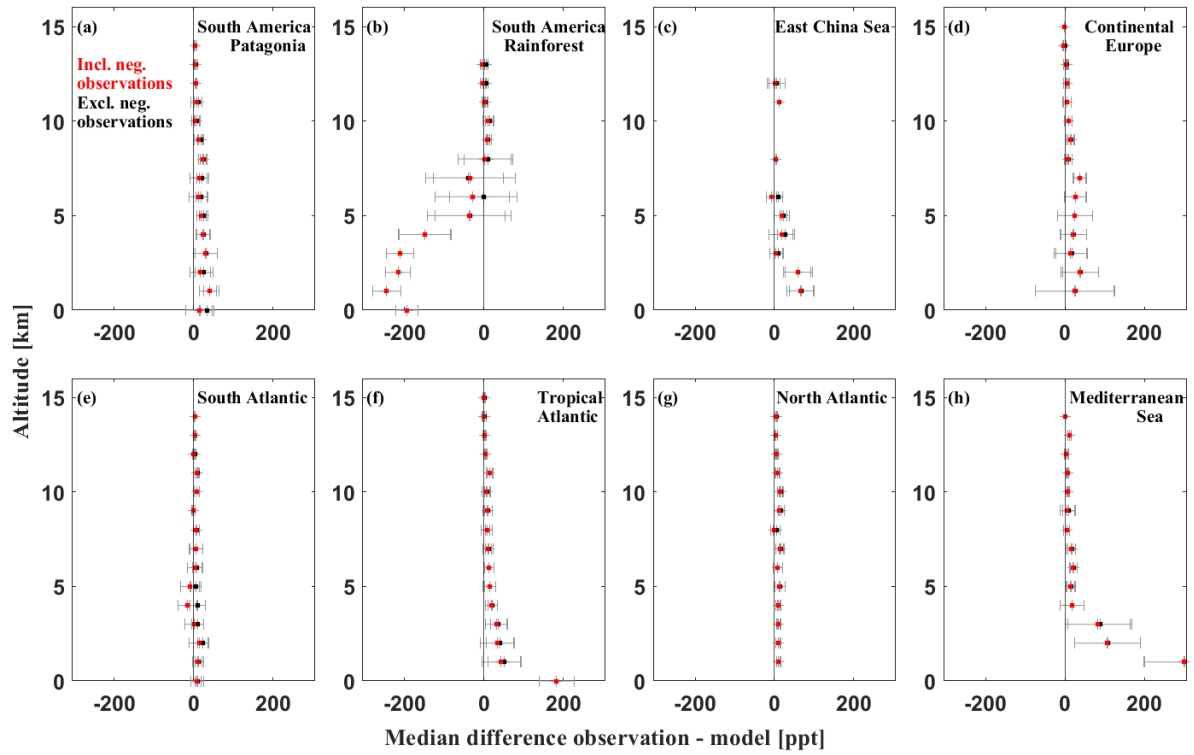 15
10
5
0
-200
0
200
(a)
South America
Patagonia
Incl. neg.
observations
Excl. neg.
observations
15
10
5
0
-200
0
200
(b)
South America
Rainforest
15
10
5
0
-200
0
200
(c)
East China Sea
15
10
5
0
-200
0
200
(d)
Continental
Europe
Altitude [km]
15
10
5
0
-200
0
200
(e)
South Atlantic
15
10
5
0
-200
0
200
(f)
Tropical
Atlantic
15
10
5
0
-200
0
200
(g)
North Atlantic
15
10
5
0
-200
0
200
(h)
Mediterranean
Sea
Median difference observation - model [ppt]